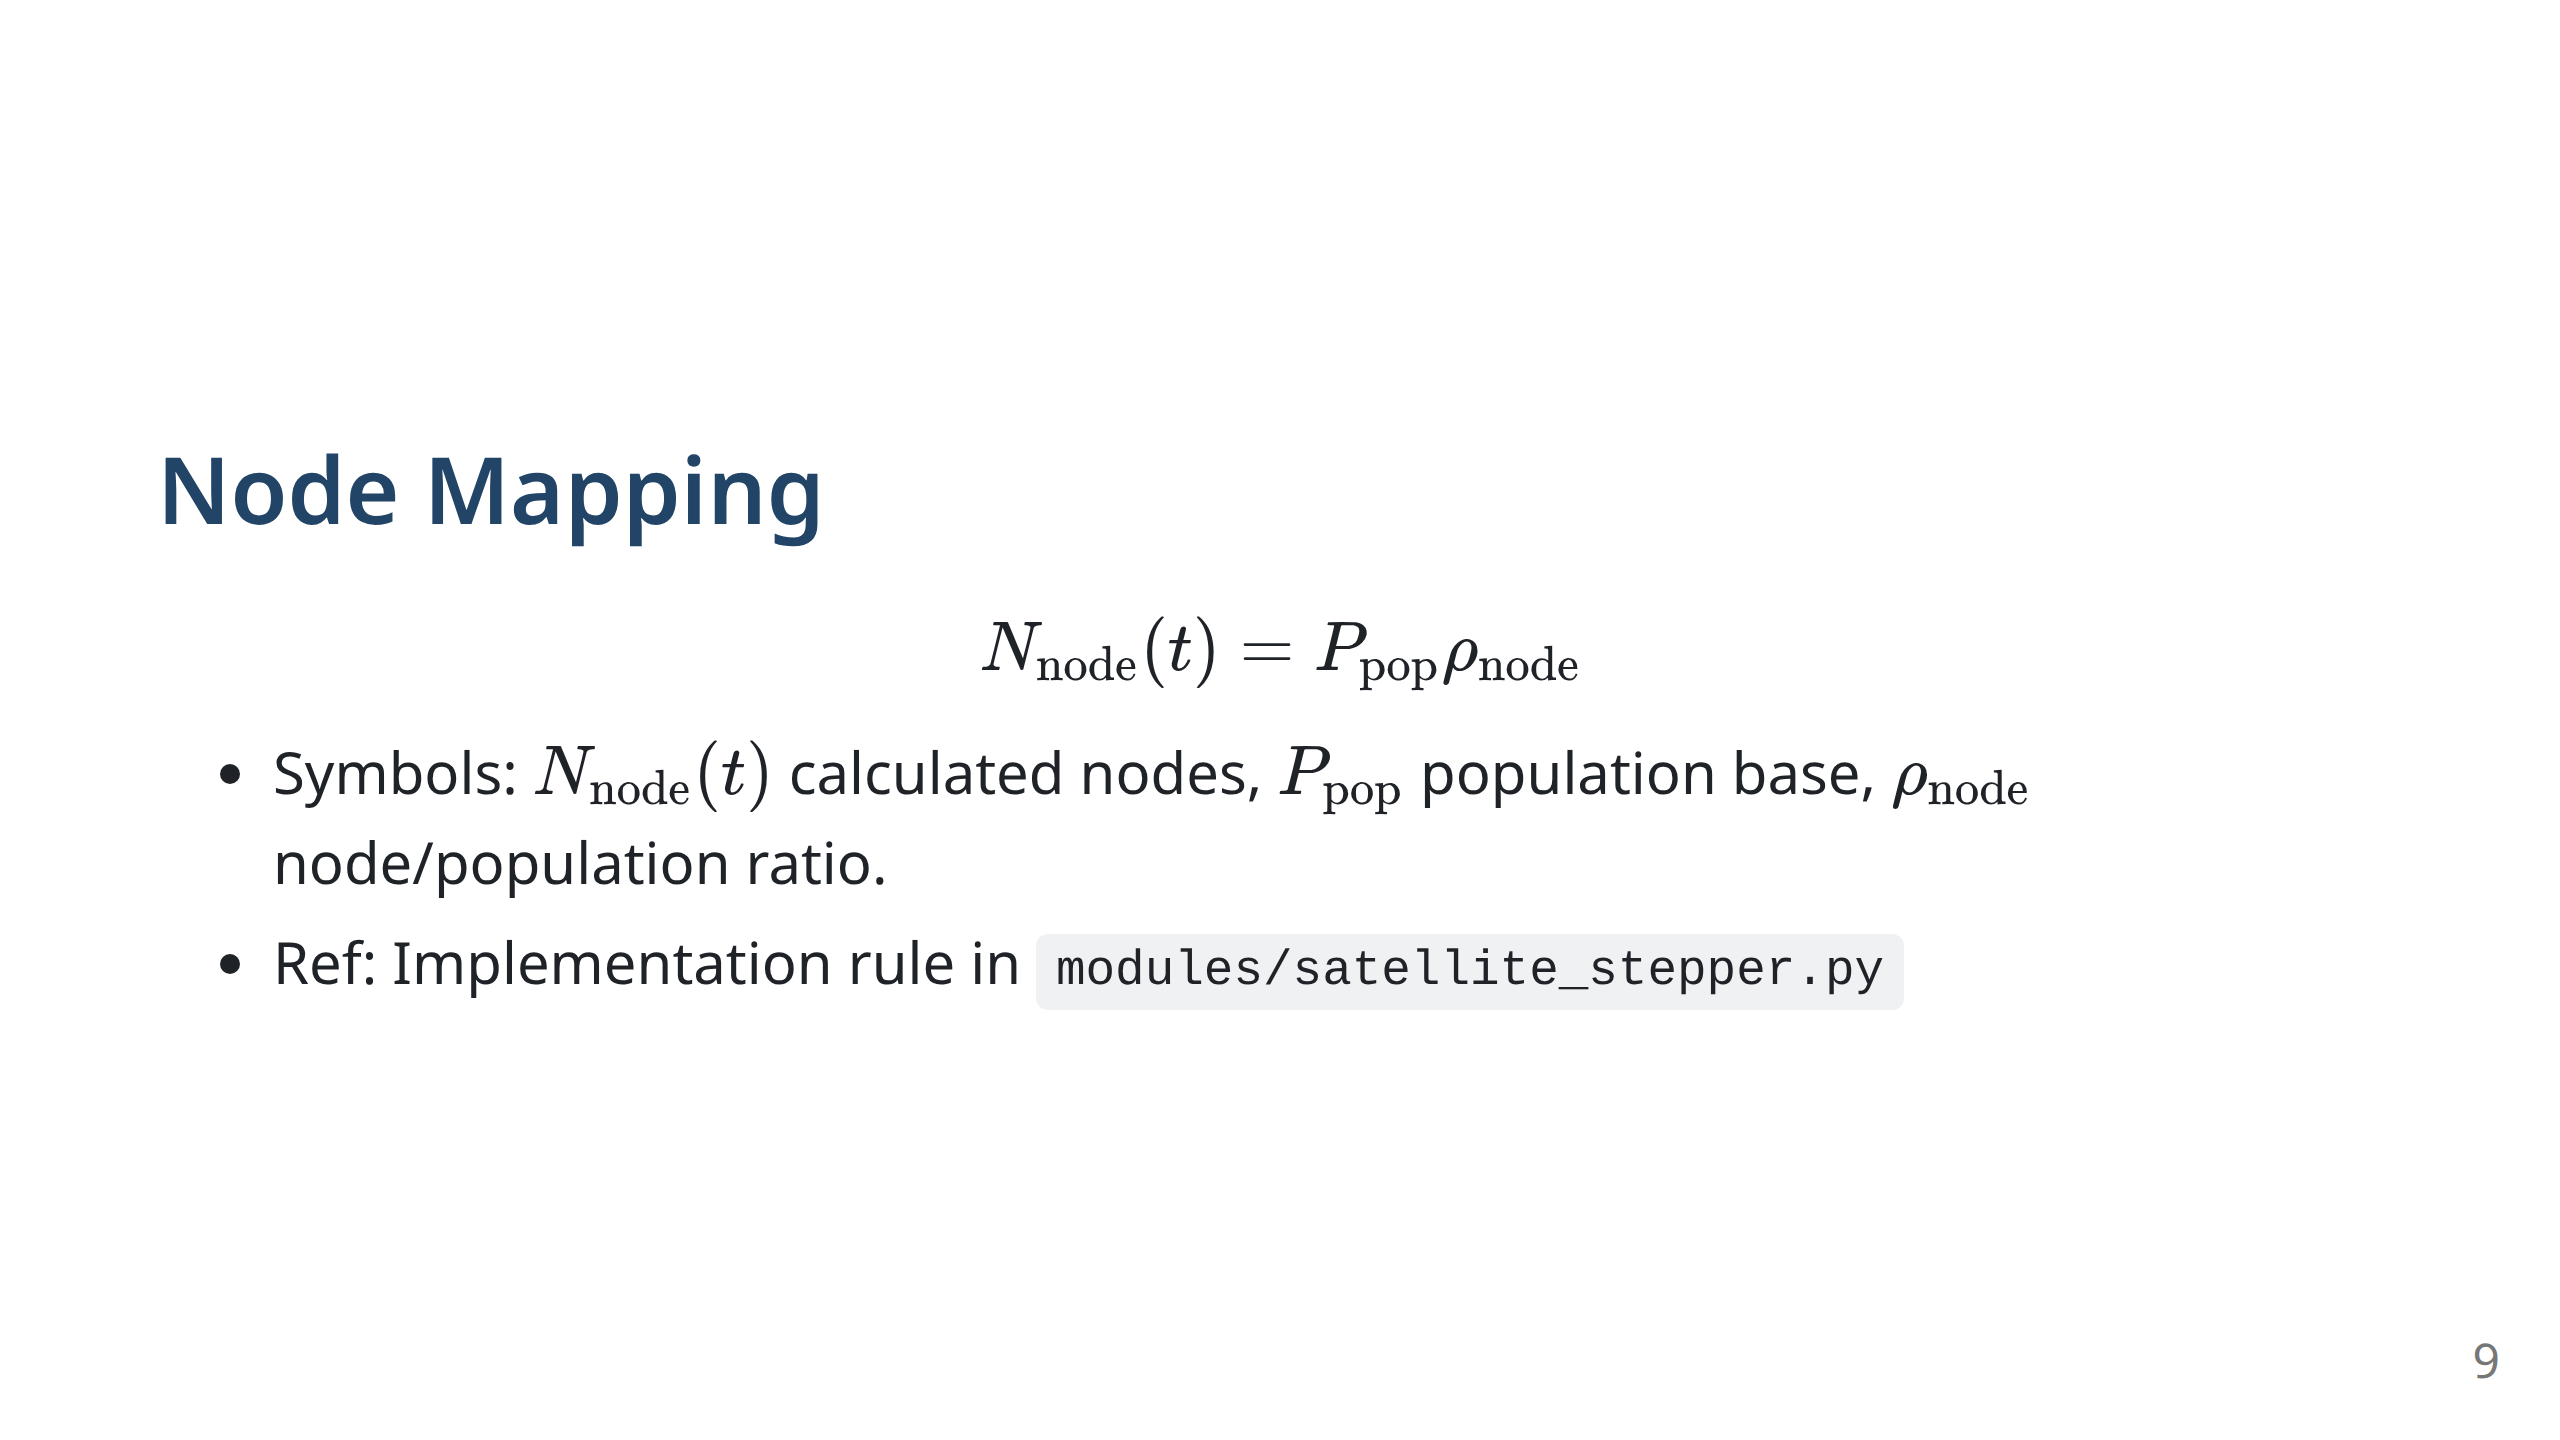 Node Mapping
N_node(t) = P_pop ρ_node
• Symbols: N_node(t) calculated nodes, P_pop population base, ρ_node
node/population ratio.
• Ref: Implementation rule in modules/satellite_stepper.py
9